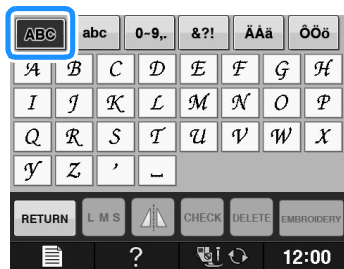 ABC abc 0~9,. &?! ÄÅä ÔÖö
A B C D E F G H
I J K L M N O P
Q R S T U V W X
Y Z ' ⎵
RETURN L M S CHECK DELETE EMBROIDERY
? 12:00